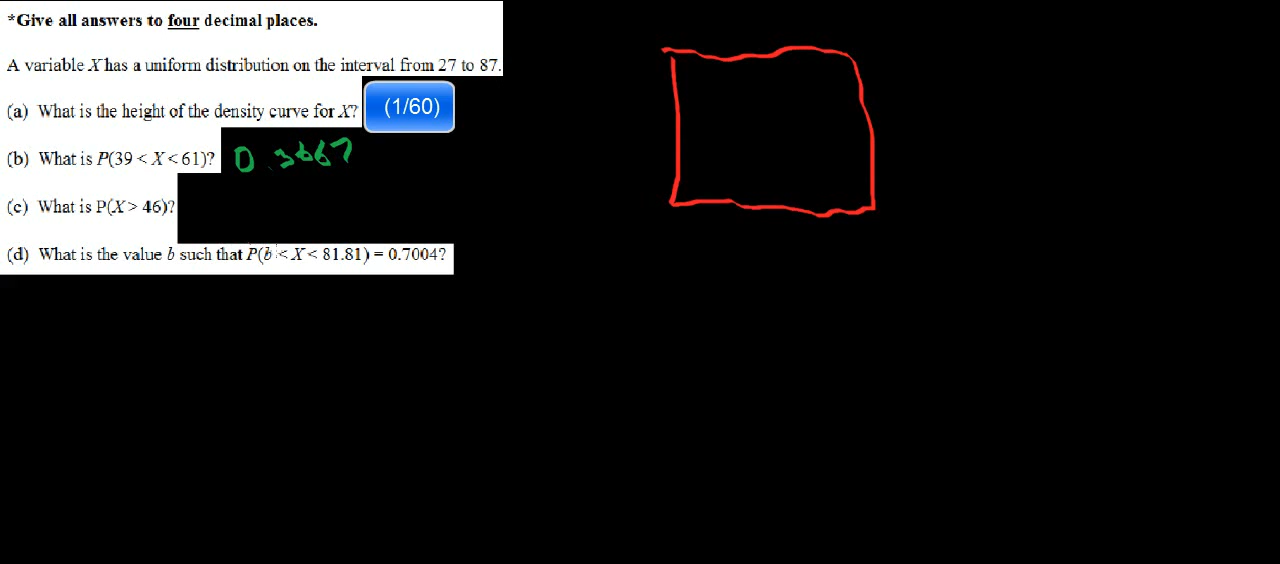 *Give all answers to four decimal places.
A variable X has a uniform distribution on the interval from 27 to 87.
(a) What is the height of the density curve for X? (1/60)
(b) What is P(39 < X < 61)? 0.3667
(c) What is P(X > 46)?
(d) What is the value b such that P(b < X < 81.81) = 0.7004?